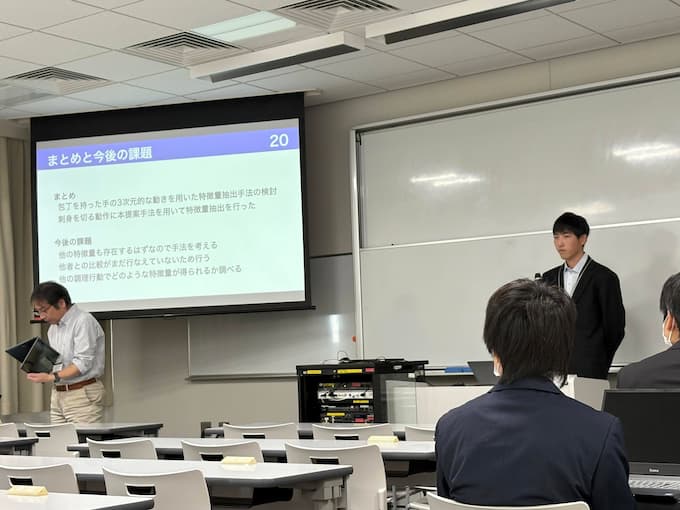 まとめと今後の課題
20
まとめ
包丁を持った手の3次元的な動きを用いた特徴量抽出手法の検討
刺身を切る動作に本提案手法を用いて特徴量抽出を行った
今後の課題
他の特徴量も存在するはずなので手法を考える
他者との比較がまだ行なえていないため行う
他の調理行動でどのような特徴量が得られるか調べる